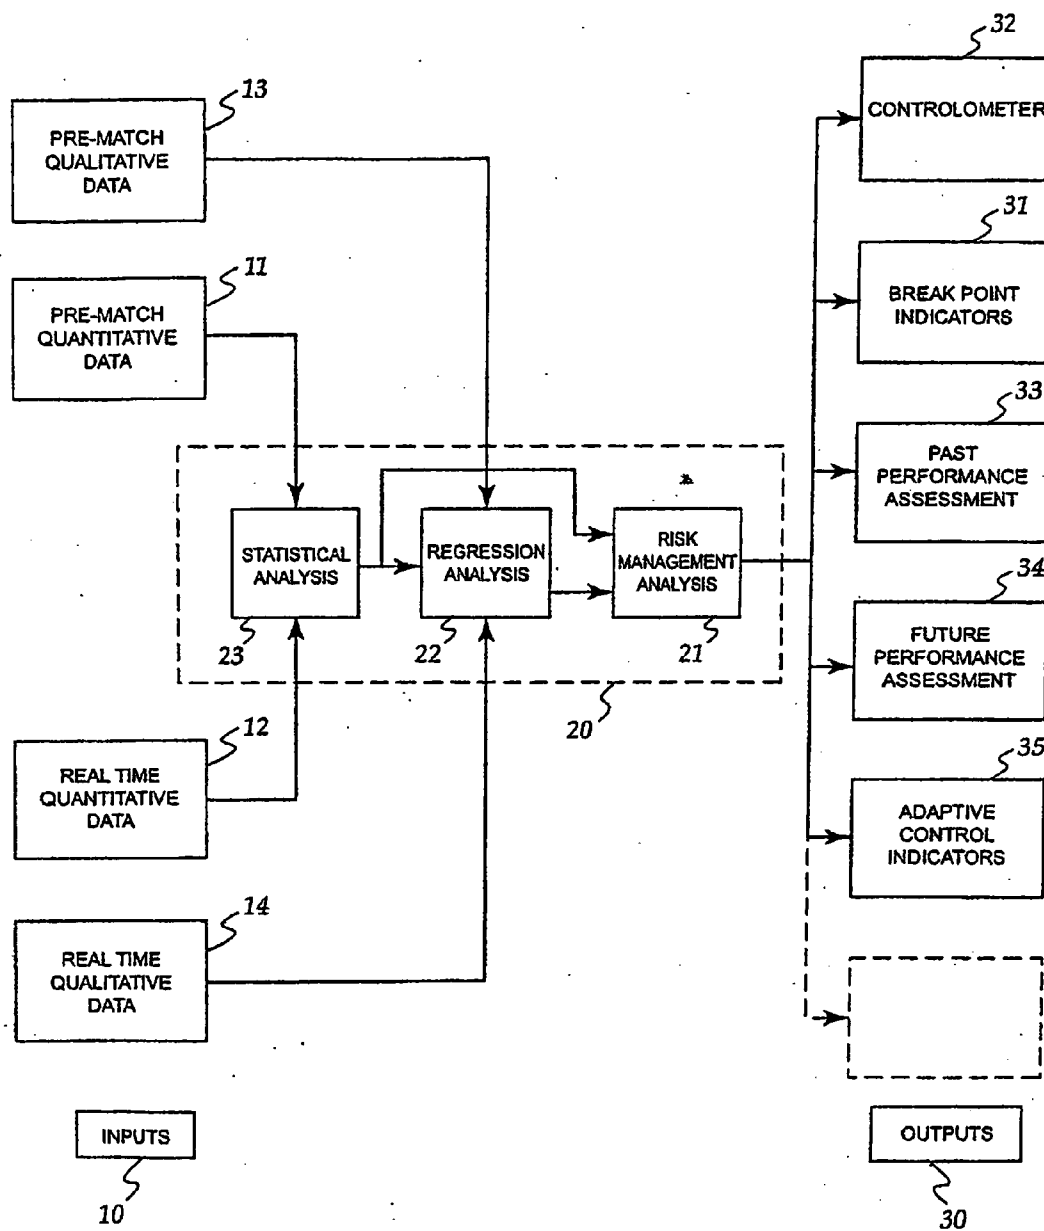 13
PRE-MATCH
QUALITATIVE
DATA
11
PRE-MATCH
QUANTITATIVE
DATA
STATISTICAL
ANALYSIS
23
REGRESSION
ANALYSIS
22
RISK
MANAGEMENT
ANALYSIS
21
20
12
REAL TIME
QUANTITATIVE
DATA
14
REAL TIME
QUALITATIVE
DATA
INPUTS
10
32
CONTROLOMETER
31
BREAK POINT
INDICATORS
33
PAST
PERFORMANCE
ASSESSMENT
34
FUTURE
PERFORMANCE
ASSESSMENT
35
ADAPTIVE
CONTROL
INDICATORS
OUTPUTS
30